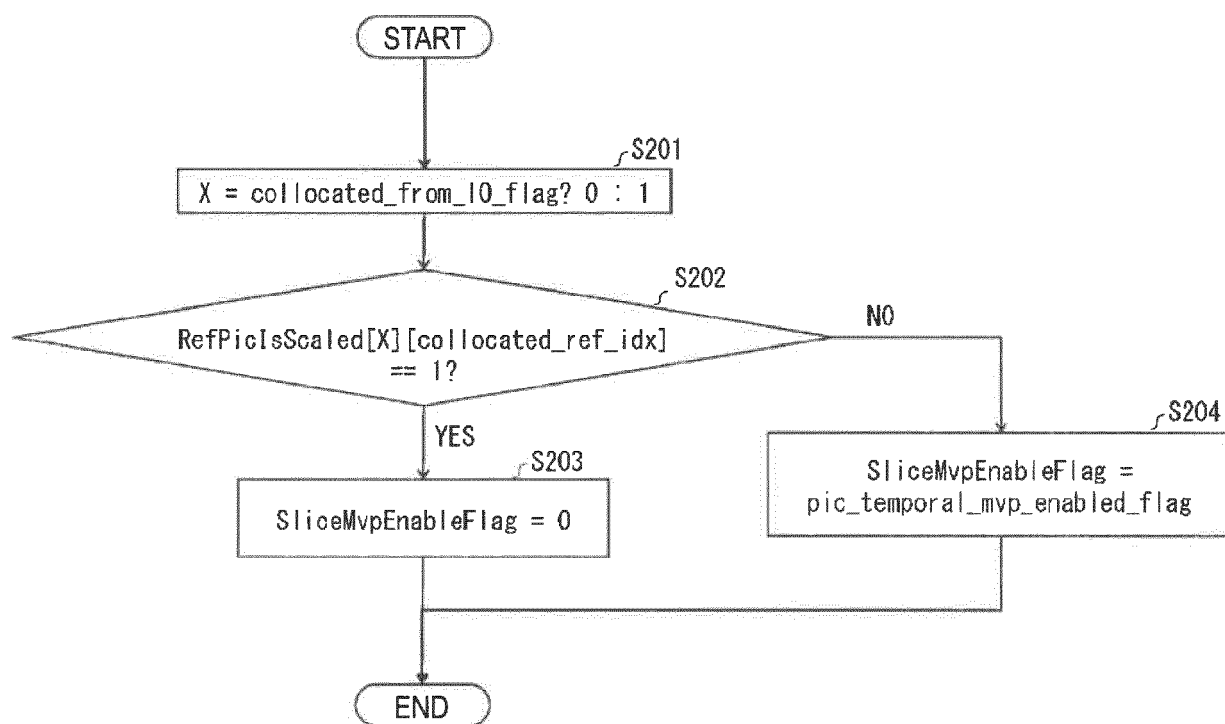 START
S201
X = collocated_from_l0_flag? 0 : 1
S202
RefPicIsScaled[X][collocated_ref_idx]
== 1?
NO
YES
S203
SliceMvpEnableFlag = 0
S204
SliceMvpEnableFlag =
pic_temporal_mvp_enabled_flag
END